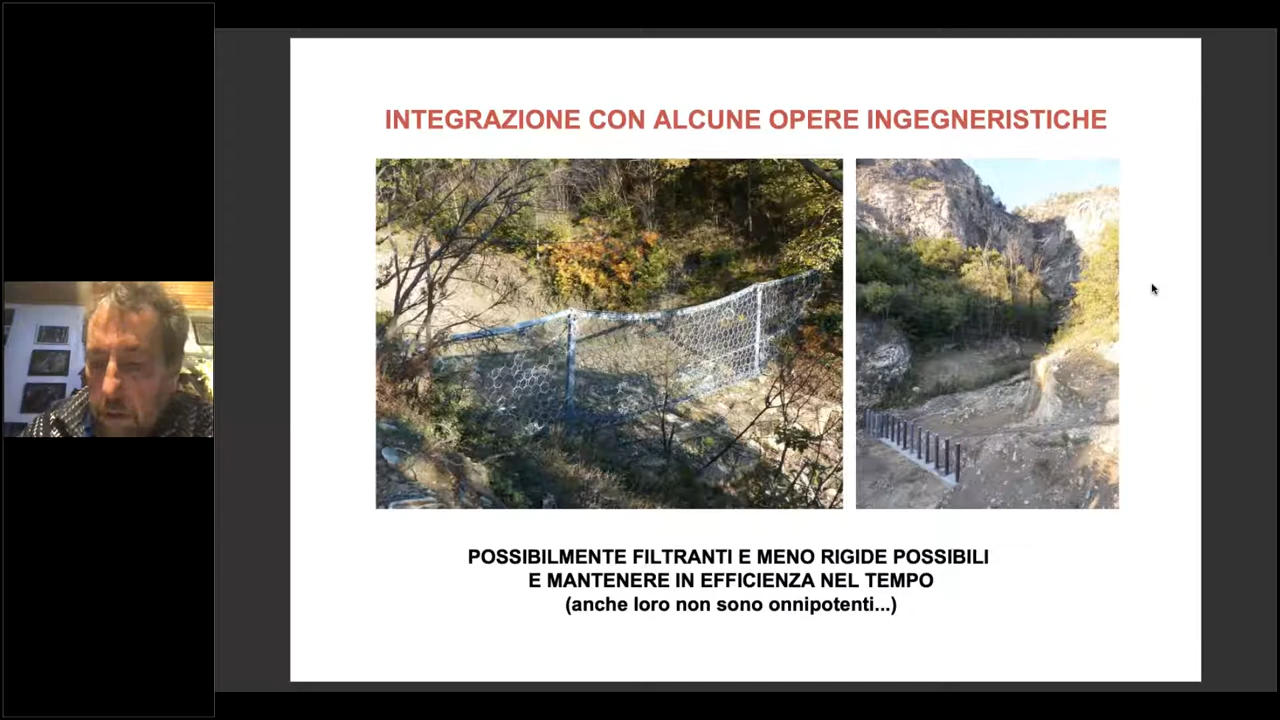 INTEGRAZIONE CON ALCUNE OPERE INGEGNERISTICHE
POSSIBILMENTE FILTRANTI E MENO RIGIDE POSSIBILI
E MANTENERE IN EFFICIENZA NEL TEMPO
(anche loro non sono onnipotenti...)